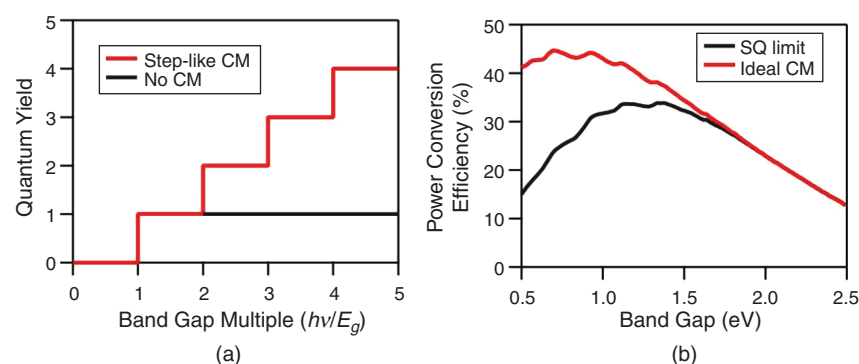 5
4
3
2
1
0
Quantum Yield
Step-like CM
No CM
0 1 2 3 4 5
Band Gap Multiple (hν/Eg)
(a)
50
40
30
20
10
0
Power Conversion
Efficiency (%)
SQ limit
Ideal CM
0.5 1.0 1.5 2.0 2.5
Band Gap (eV)
(b)